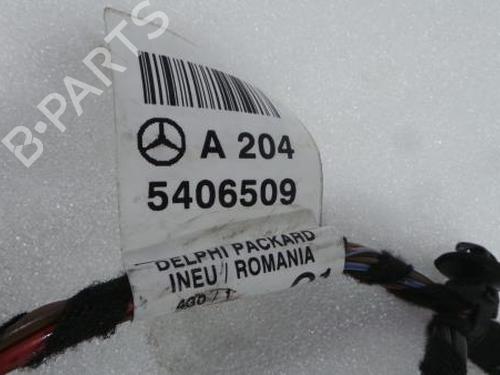 B-PARTS
A 204
5406509
DELPHI PACKARD
INEU / ROMANIA